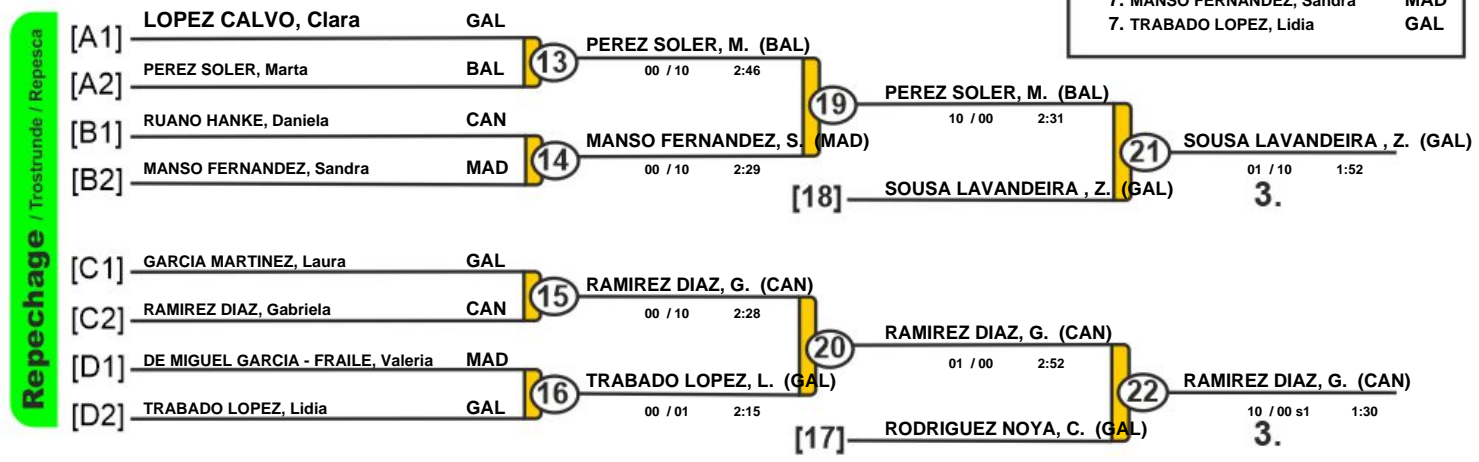 Repechage / Trostrunde / Repesca
7. MANSO FERNANDEZ, Sandra MAD
7. TRABADO LOPEZ, Lidia GAL
[A1] LOPEZ CALVO, Clara GAL
[A2] PEREZ SOLER, Marta BAL
13 PEREZ SOLER, M. (BAL)
00 / 10 2:46
[B1] RUANO HANKE, Daniela CAN
[B2] MANSO FERNANDEZ, Sandra MAD
14 MANSO FERNANDEZ, S. (MAD)
00 / 10 2:29
19 PEREZ SOLER, M. (BAL)
10 / 00 2:31
[18] SOUSA LAVANDEIRA , Z. (GAL)
21 SOUSA LAVANDEIRA , Z. (GAL)
01 / 10 1:52
3.
[C1] GARCIA MARTINEZ, Laura GAL
[C2] RAMIREZ DIAZ, Gabriela CAN
15 RAMIREZ DIAZ, G. (CAN)
00 / 10 2:28
[D1] DE MIGUEL GARCIA - FRAILE, Valeria MAD
[D2] TRABADO LOPEZ, Lidia GAL
16 TRABADO LOPEZ, L. (GAL)
00 / 01 2:15
20 RAMIREZ DIAZ, G. (CAN)
01 / 00 2:52
[17] RODRIGUEZ NOYA, C. (GAL)
22 RAMIREZ DIAZ, G. (CAN)
10 / 00 s1 1:30
3.